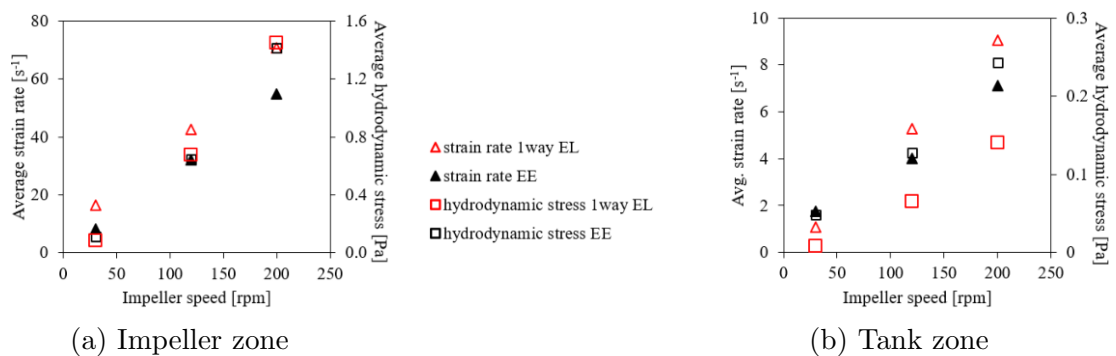 80
60
40
20
0
Average strain rate [s⁻¹]
1.6
1.2
0.8
0.4
0.0
Average hydrodynamic stress [Pa]
0 50 100 150 200 250
Impeller speed [rpm]
(a) Impeller zone
strain rate 1way EL
strain rate EE
hydrodynamic stress 1way EL
hydrodynamic stress EE
10
8
6
4
2
0
Avg. strain rate [s⁻¹]
0.3
0.2
0.1
0
Average hydrodynamic stress [Pa]
0 50 100 150 200 250
Impeller speed [rpm]
(b) Tank zone